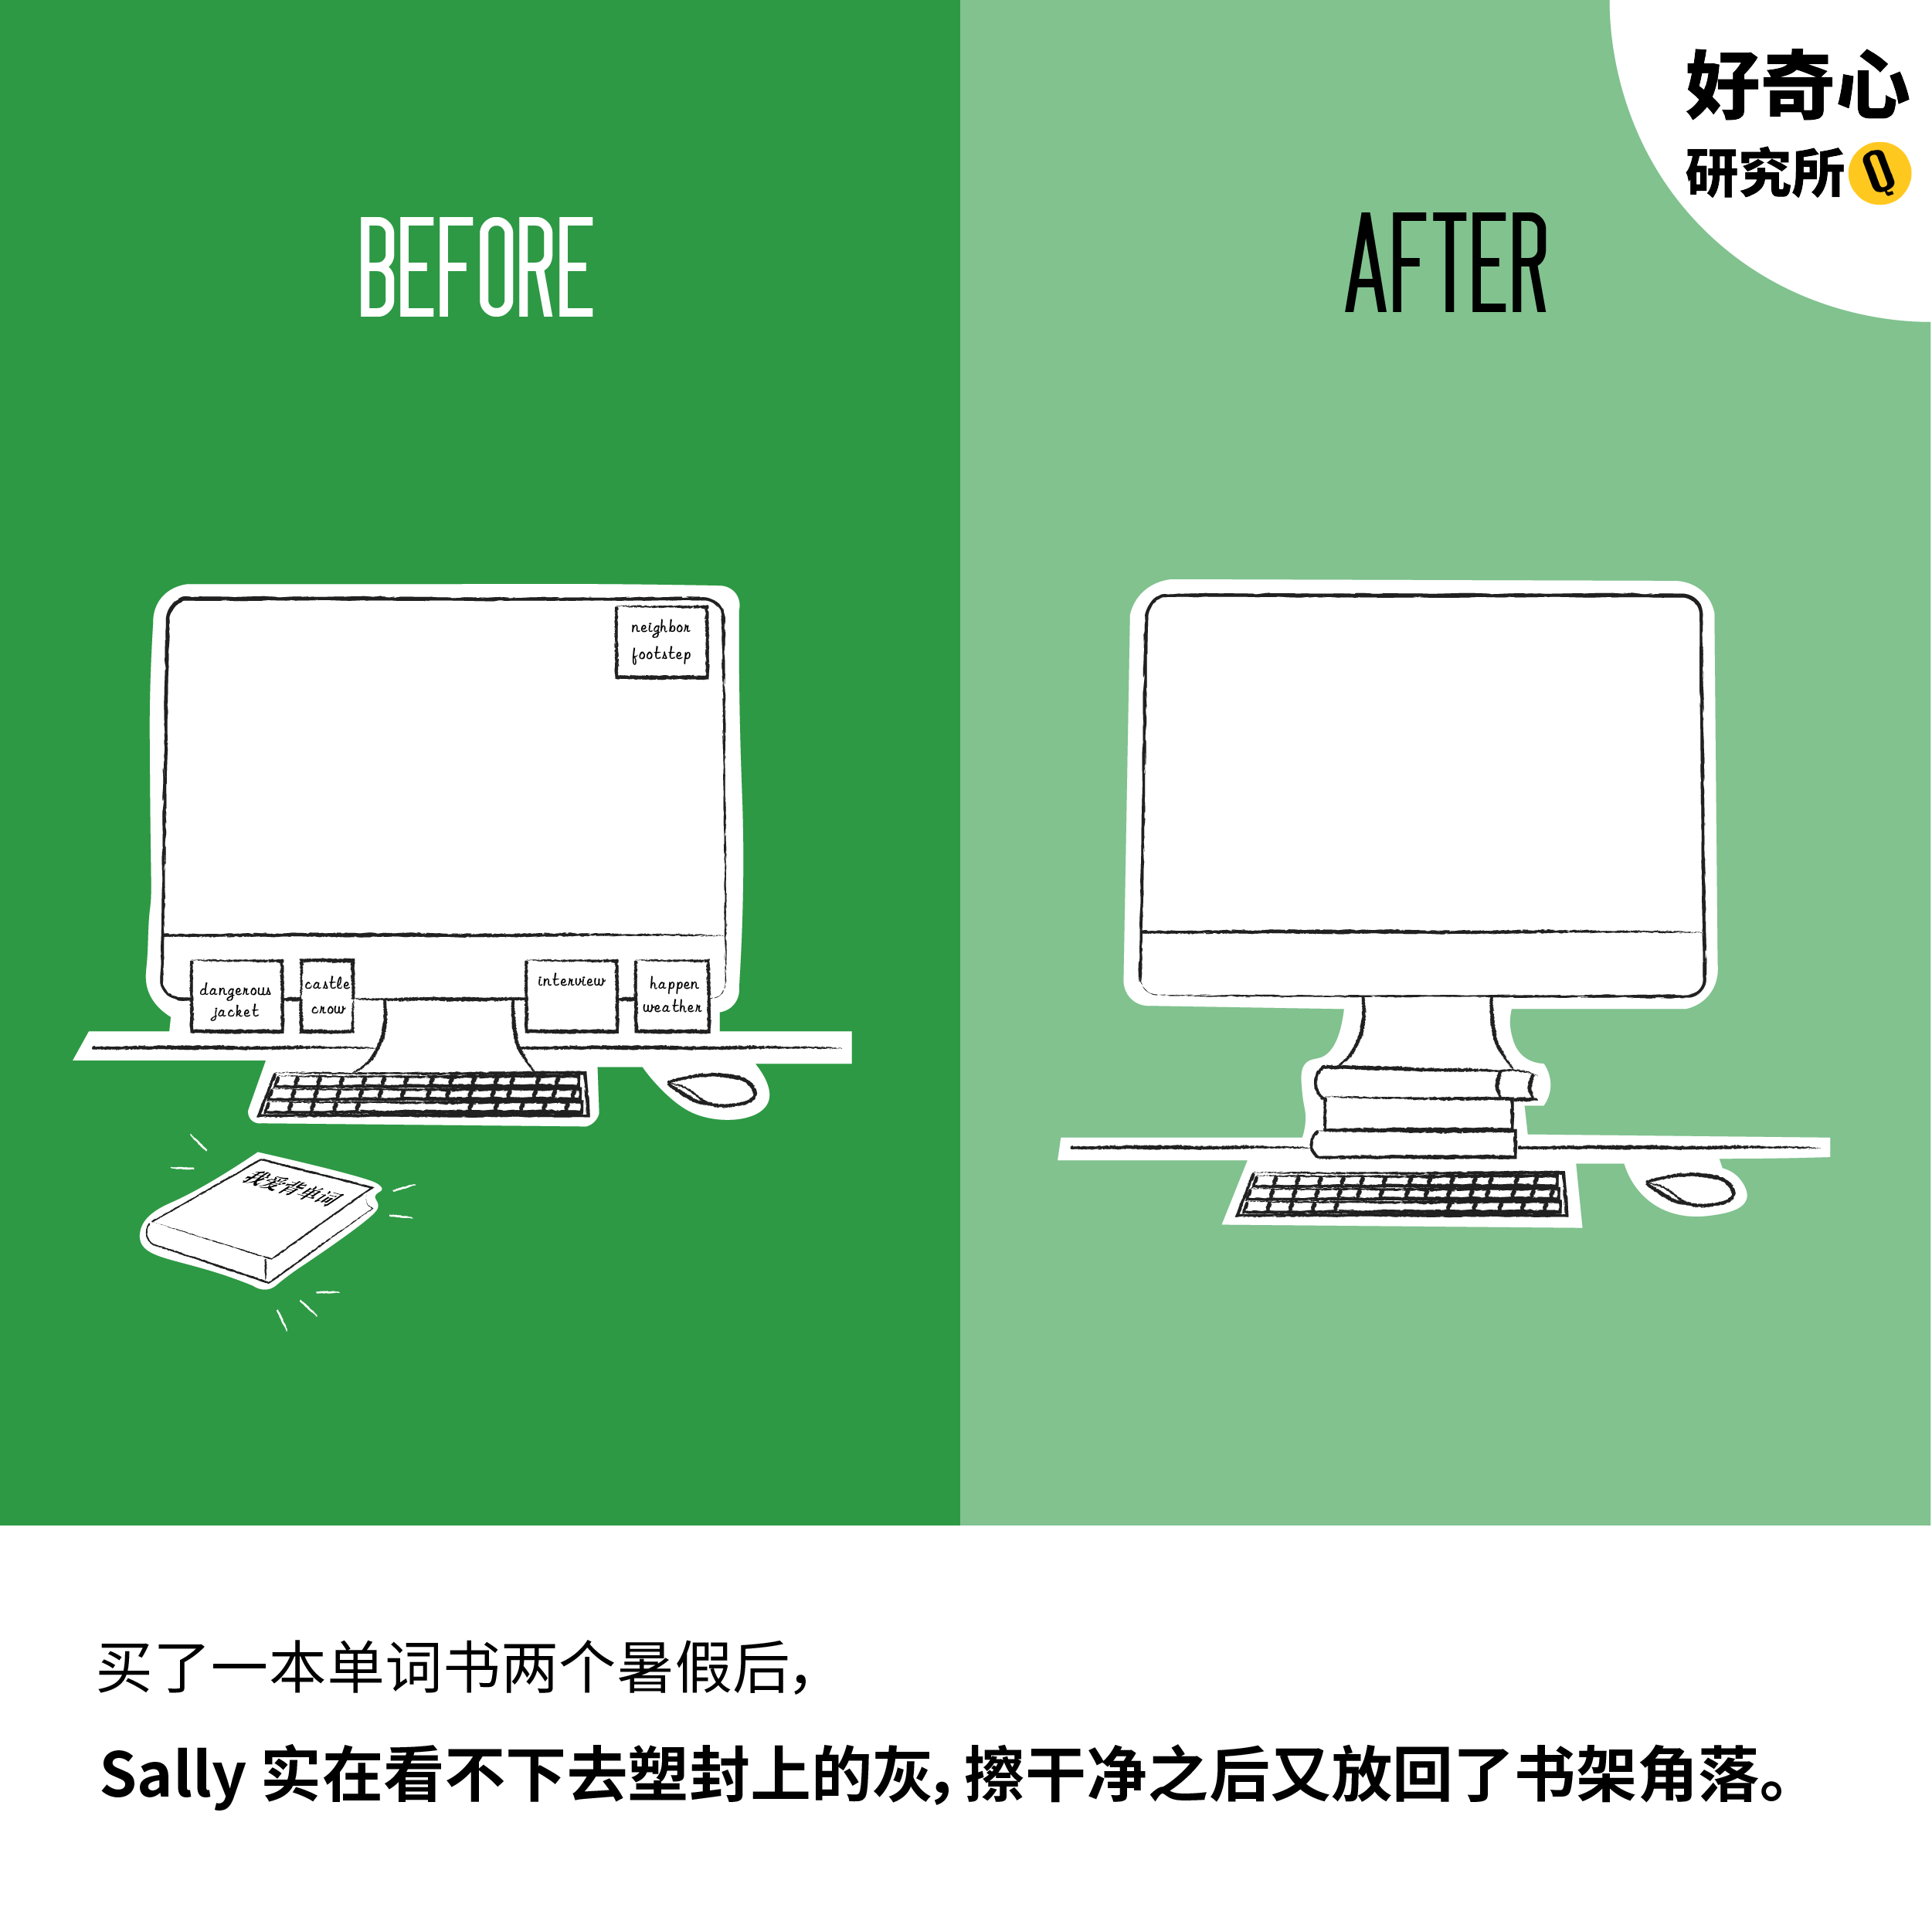 好奇心
研究所
BEFORE
AFTER
neighbor
footstep
dangerous
jacket
castle
crow
interview
happen
weather
我爱背单词
买了一本单词书两个暑假后，
Sally 实在看不下去塑封上的灰，擦干净之后又放回了书架角落。